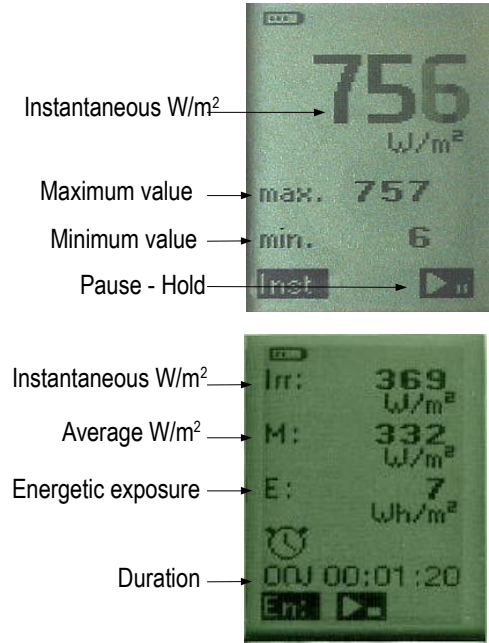 756
Instantaneous W/m²
W/m²
Maximum value
max. 757
Minimum value
min. 6
Pause - Hold
Inst
Instantaneous W/m²
Irr: 369
W/m²
Average W/m²
M: 332
W/m²
Energetic exposure
E: 7
Wh/m²
Duration
00J 00:01:20
En: